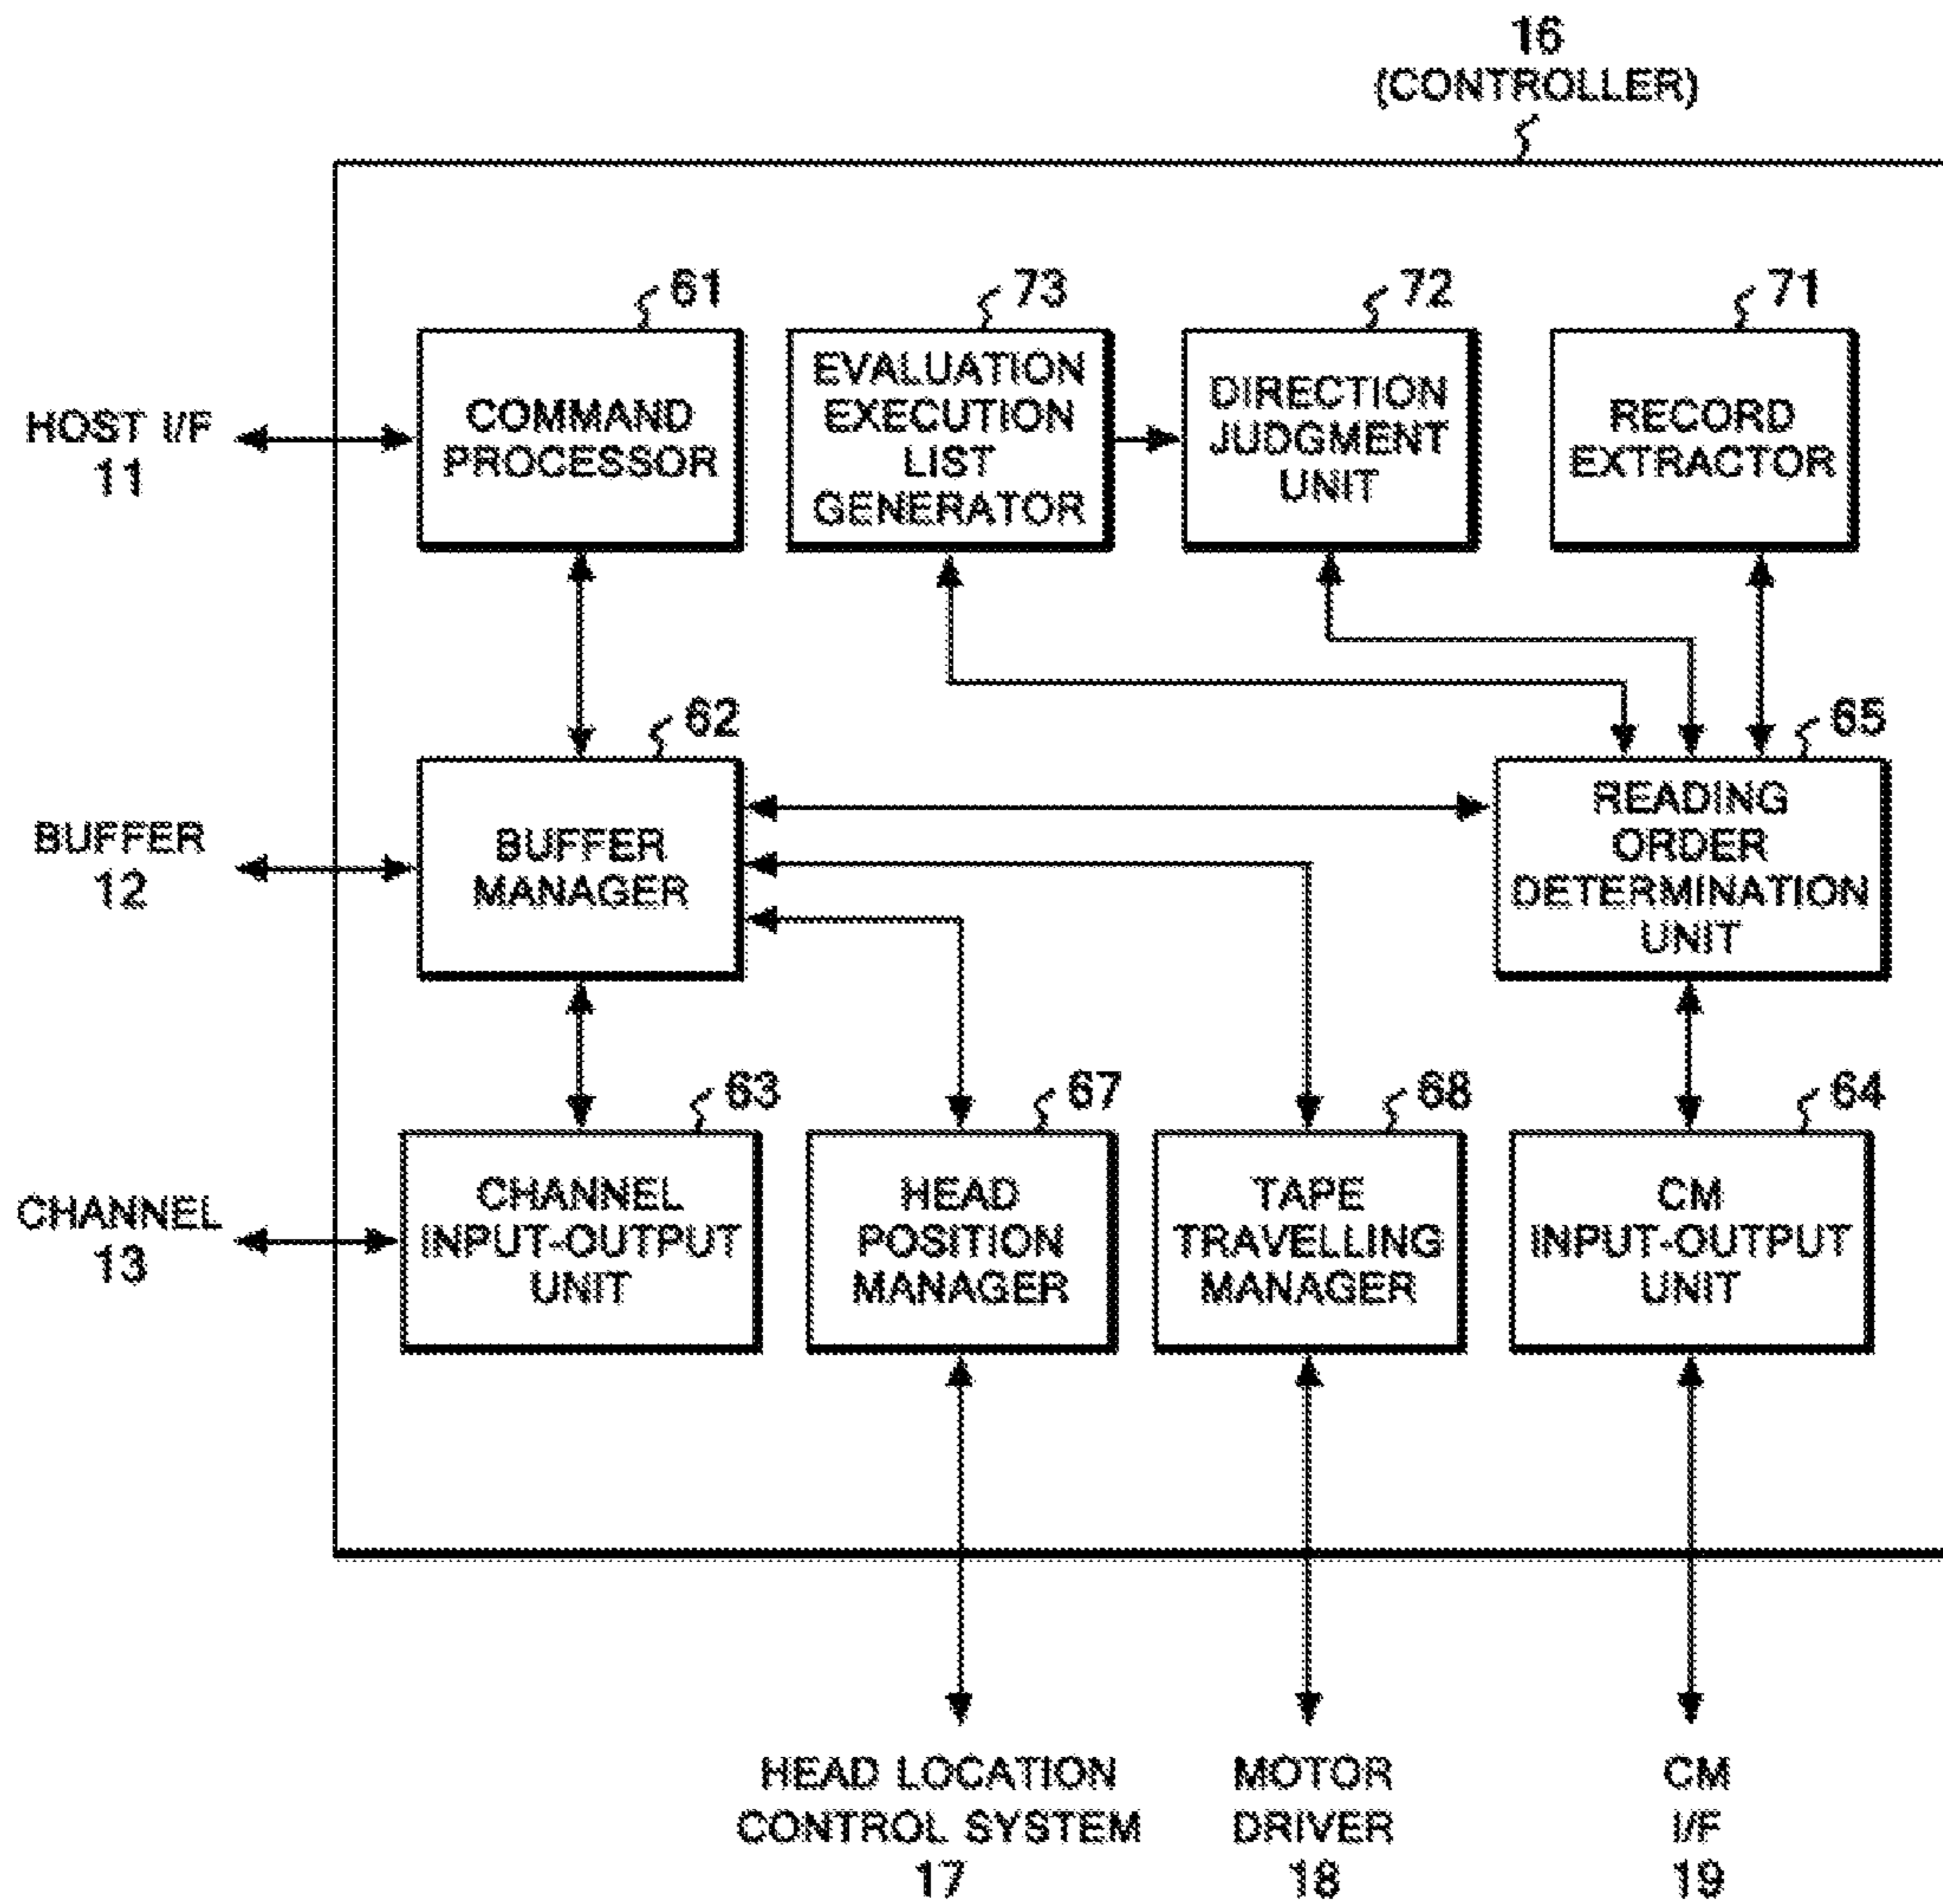 16
(CONTROLLER)
61
73
72
71
HOST I/F
11
COMMAND
PROCESSOR
EVALUATION
EXECUTION
LIST
GENERATOR
DIRECTION
JUDGMENT
UNIT
RECORD
EXTRACTOR
62
65
BUFFER
12
BUFFER
MANAGER
READING
ORDER
DETERMINATION
UNIT
63
67
68
64
CHANNEL
13
CHANNEL
INPUT-OUTPUT
UNIT
HEAD
POSITION
MANAGER
TAPE
TRAVELLING
MANAGER
CM
INPUT-OUTPUT
UNIT
HEAD LOCATION
CONTROL SYSTEM
17
MOTOR
DRIVER
18
CM
I/F
19